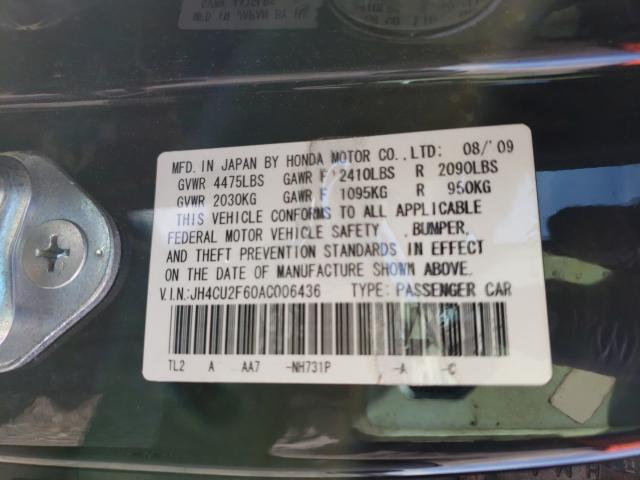 MFD. IN JAPAN BY HONDA MOTOR CO., LTD: 08/'09
GVWR 4475LBS GAWR F 2410LBS R 2090LBS
GVWR 2030KG GAWR F 1095KG R 950KG
THIS VEHICLE CONFORMS TO ALL APPLICABLE
FEDERAL MOTOR VEHICLE SAFETY , BUMPER,
AND THEFT PREVENTION STANDARDS IN EFFECT
ON THE DATE OF MANUFACTURE SHOWN ABOVE.
V.I.N.:JH4CU2F60AC006436 TYPE: PASSENGER CAR
TL2 A AA7 -NH731P -A -C